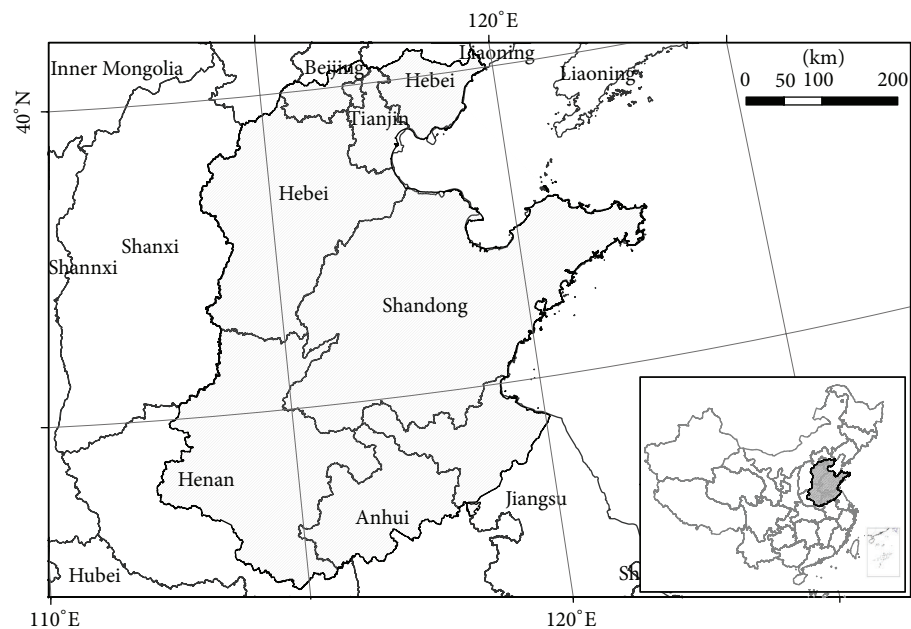 120°E
Liaoning
Inner Mongolia
Beijing
Hebei
Liaoning
(km)
0 50 100 200
40°N
Tianjin
Hebei
Shanxi
Shannxi
Shandong
Henan
Jiangsu
Anhui
Hubei
Sh
110°E
120°E